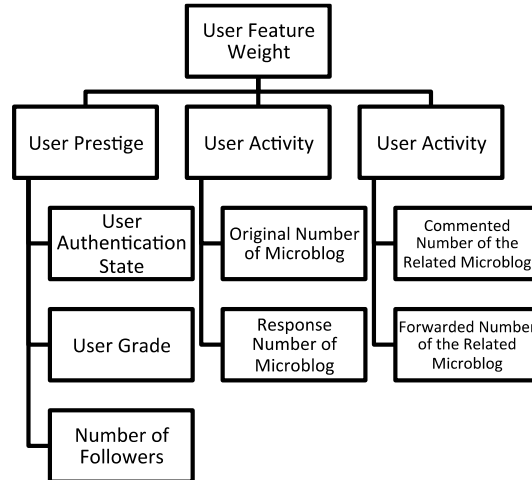 User Feature
Weight
User Prestige
User Activity
User Activity
User
Authentication
State
Original Number
of Microblog
Commented
Number of the
Related Microblog
User Grade
Response
Number of
Microblog
Forwarded Number
of the Related
Microblog
Number of
Followers